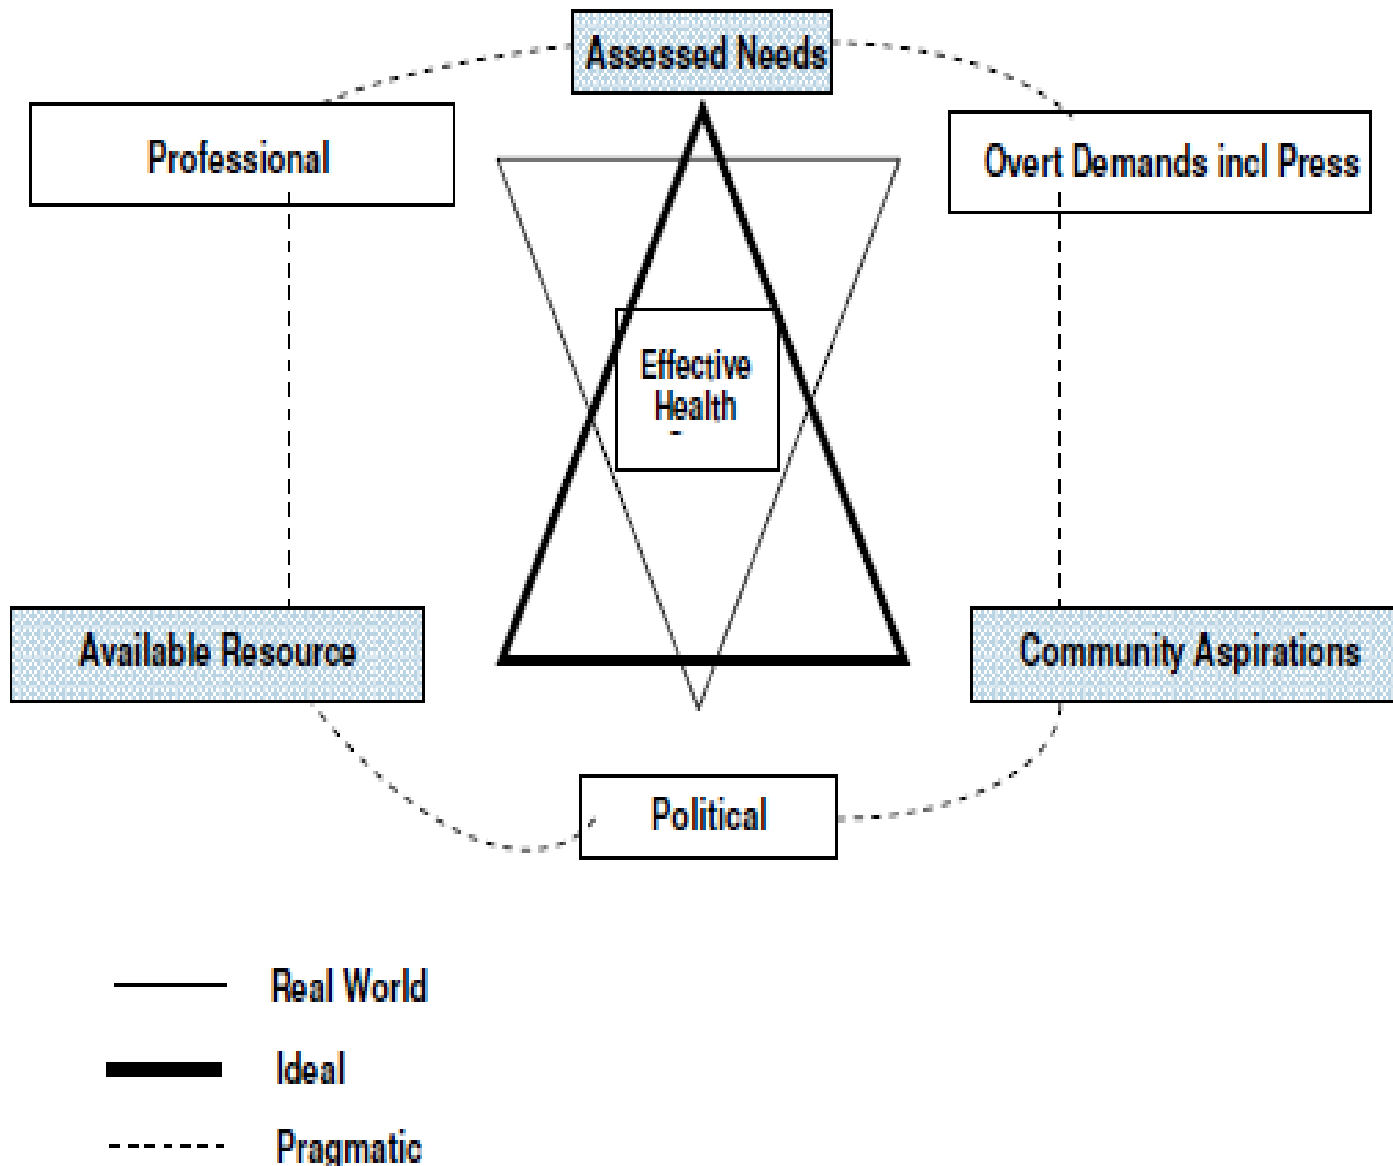 Assessed Needs
Professional
Overt Demands incl Press
Effective
Health
Available Resource
Community Aspirations
Political
Real World
Ideal
Pragmatic